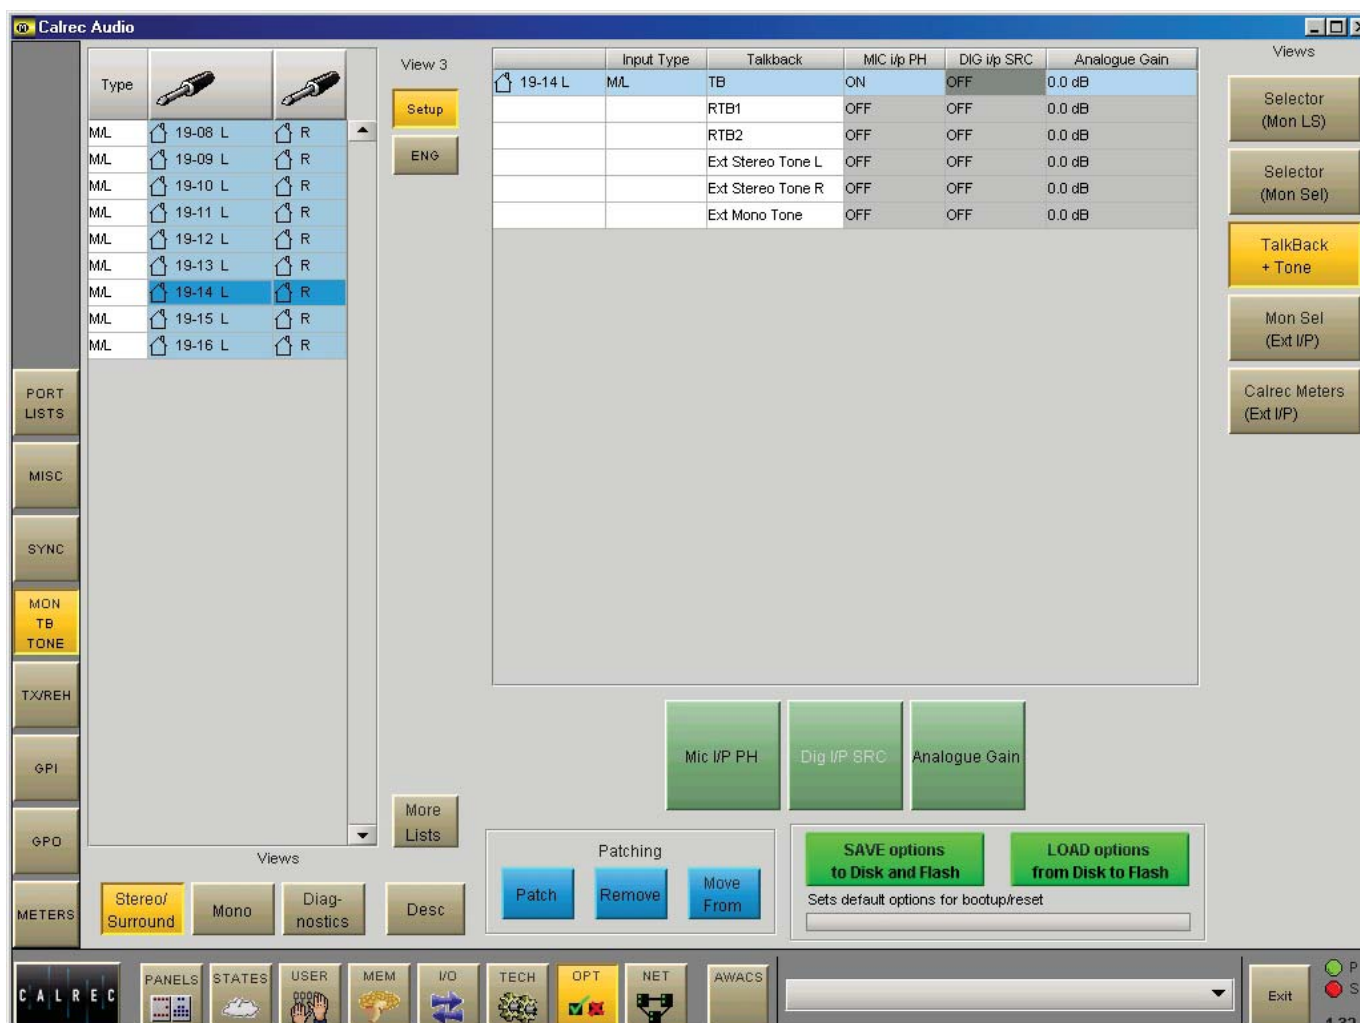 Calrec Audio
Type
M/L 19-08 L R
M/L 19-09 L R
M/L 19-10 L R
M/L 19-11 L R
M/L 19-12 L R
M/L 19-13 L R
M/L 19-14 L R
M/L 19-15 L R
M/L 19-16 L R
View 3
Setup
ENG
Input Type Talkback MIC i/p PH DIG i/p SRC Analogue Gain
19-14 L M/L TB ON OFF 0.0 dB
RTB1 OFF OFF 0.0 dB
RTB2 OFF OFF 0.0 dB
Ext Stereo Tone L OFF OFF 0.0 dB
Ext Stereo Tone R OFF OFF 0.0 dB
Ext Mono Tone OFF OFF 0.0 dB
Views
Selector
(Mon LS)
Selector
(Mon Sel)
TalkBack
+ Tone
Mon Sel
(Ext I/P)
Calrec Meters
(Ext I/P)
PORT
LISTS
MISC
SYNC
MON
TB
TONE
TX/REH
GPI
GPO
METERS
Mic I/P PH
Dig I/P SRC
Analogue Gain
More
Lists
Views
Stereo/
Surround
Mono
Diag-
nostics
Desc
Patching
Patch
Remove
Move
From
SAVE options
to Disk and Flash
LOAD options
from Disk to Flash
Sets default options for bootup/reset
CALREC
PANELS
STATES
USER
MEM
I/O
TECH
OPT
NET
AWACS
Exit
P
S